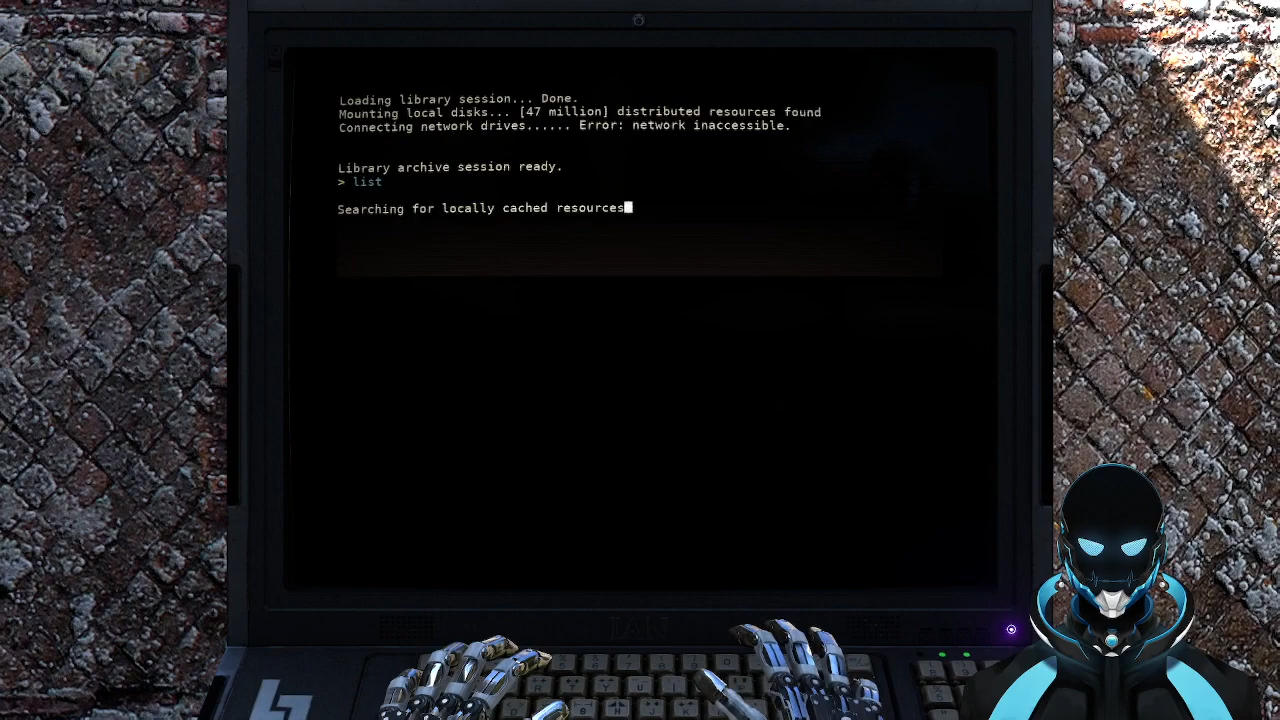 Loading library session... Done.
Mounting local disks... [47 million] distributed resources found
Connecting network drives...... Error: network inaccessible.
Library archive session ready.
> list
Searching for locally cached resources